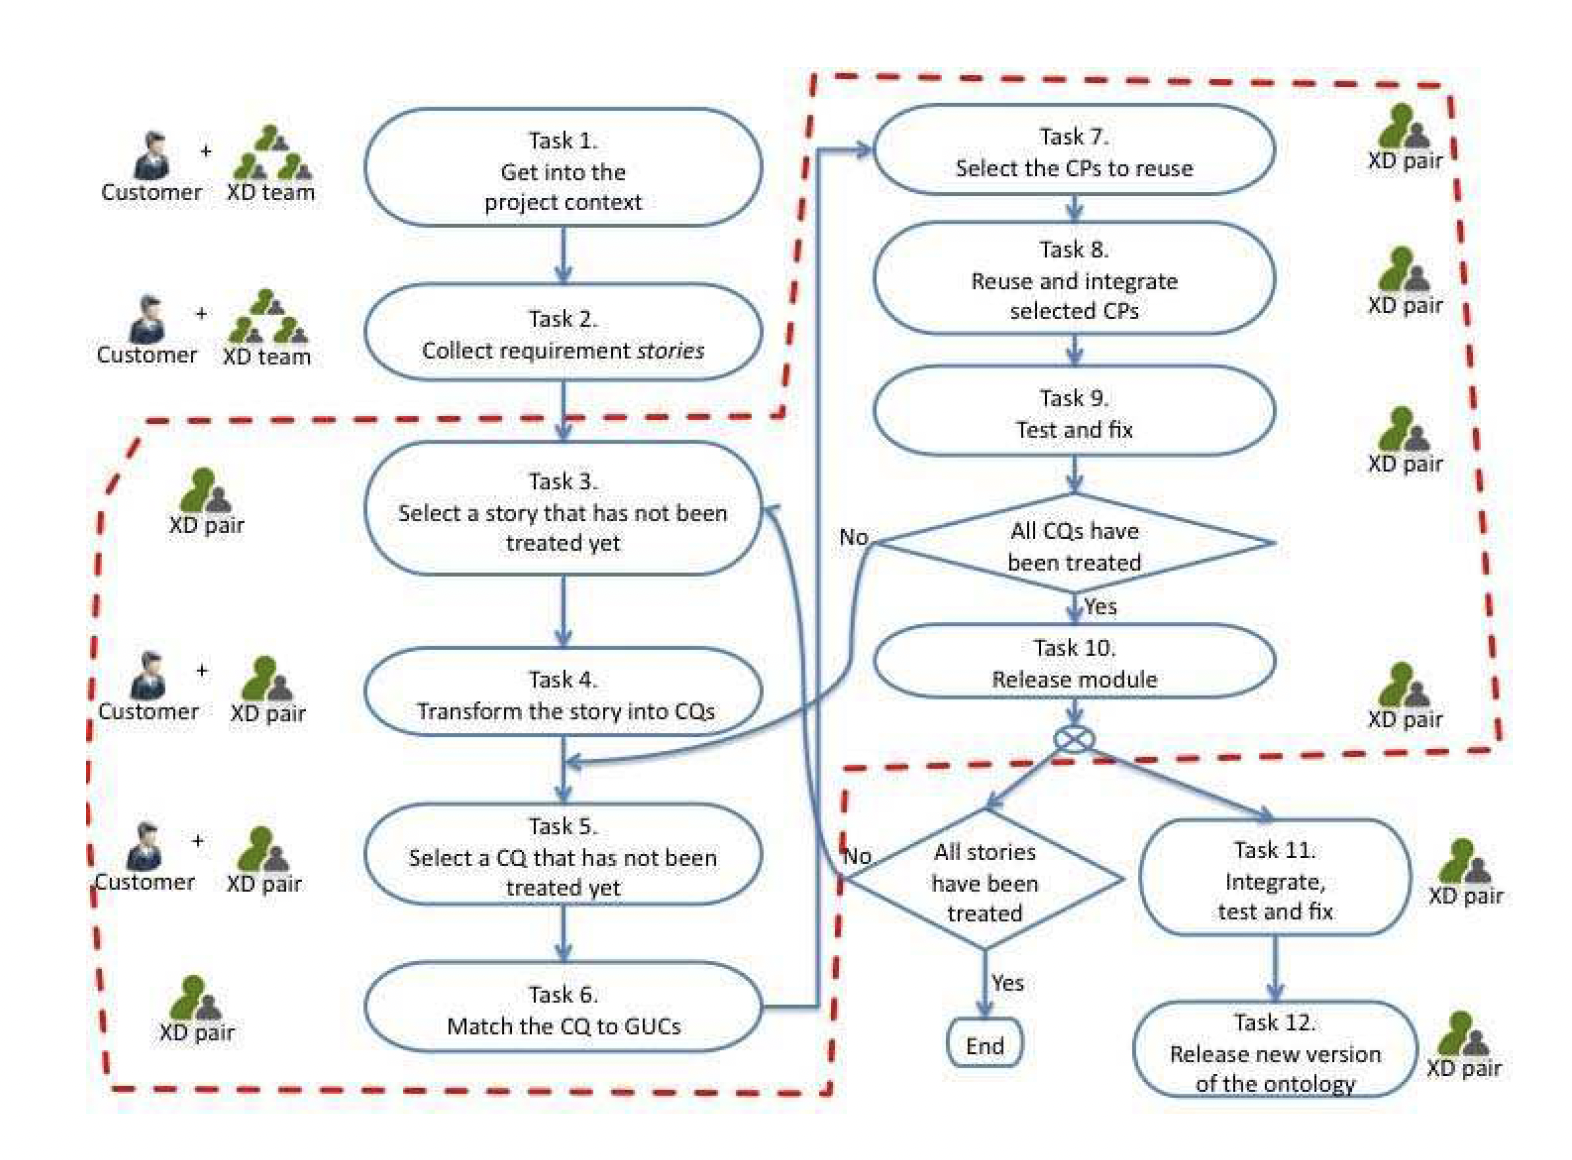 Customer
+
XD team
Task 1.
Get into the
project context
Customer
+
XD team
Task 2.
Collect requirement stories
XD pair
Task 3.
Select a story that has not been
treated yet
Customer
+
XD pair
Task 4.
Transform the story into CQs
Customer
+
XD pair
Task 5.
Select a CQ that has not been
treated yet
XD pair
Task 6.
Match the CQ to GUCs
Task 7.
Select the CPs to reuse
XD pair
Task 8.
Reuse and integrate
selected CPs
XD pair
Task 9.
Test and fix
XD pair
No
All CQs have
been treated
Yes
Task 10.
Release module
XD pair
No
All stories
have been
treated
Yes
End
Task 11.
Integrate,
test and fix
XD pair
Task 12.
Release new version
of the ontology
XD pair